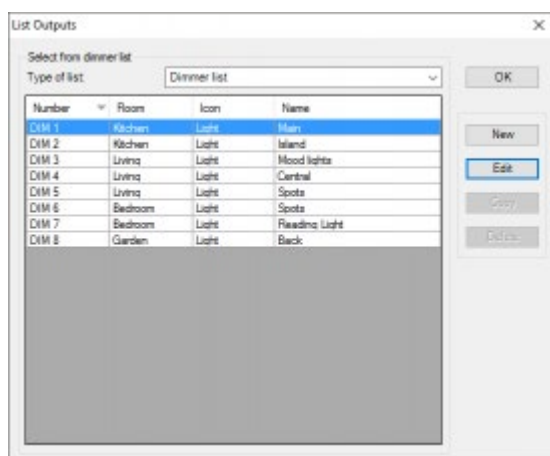 List Outputs
Select from dimmer list
Type of list: Dimmer list
OK
Number Room Icon Name
DIM 1 Kitchen Light Main
DIM 2 Kitchen Light Island
DIM 3 Living Light Mood lights
DIM 4 Living Light Central
DIM 5 Living Light Spots
DIM 6 Bedroom Light Spots
DIM 7 Bedroom Light Reading Light
DIM 8 Garden Light Back
New
Edit
Copy
Delete